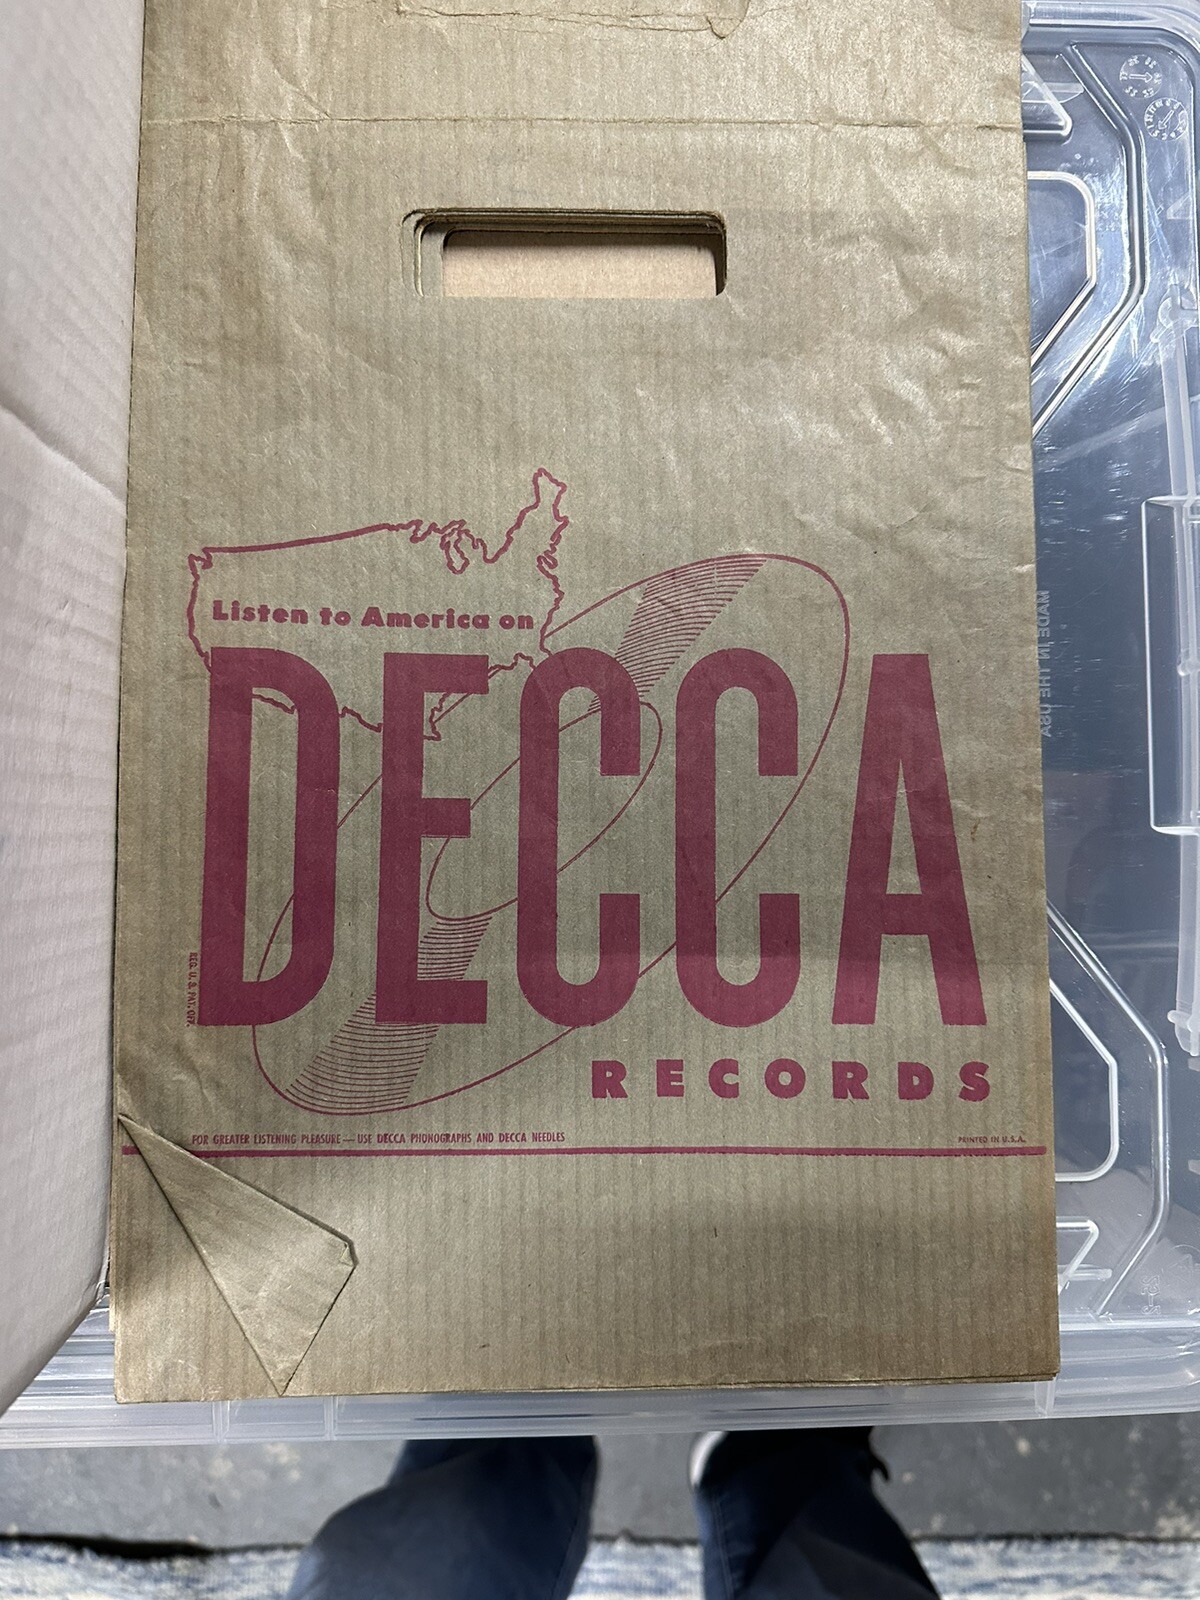 Listen to America on
DECCA
REG. U. S. PAT. OFF.
RECORDS
FOR GREATER LISTENING PLEASURE — USE DECCA PHONOGRAPHS AND DECCA NEEDLES
PRINTED IN U.S.A.
MADE IN THE USA